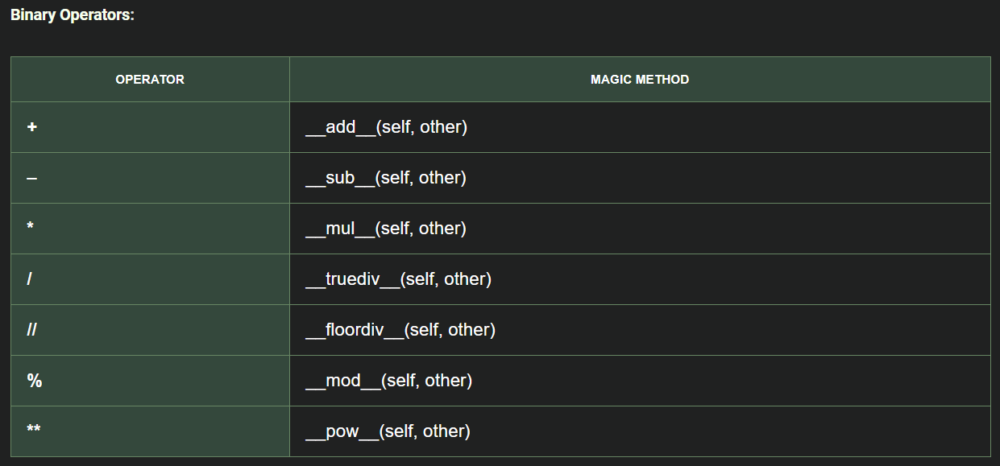 Binary Operators:
OPERATOR MAGIC METHOD
+ __add__(self, other)
– __sub__(self, other)
* __mul__(self, other)
/ __truediv__(self, other)
// __floordiv__(self, other)
% __mod__(self, other)
** __pow__(self, other)